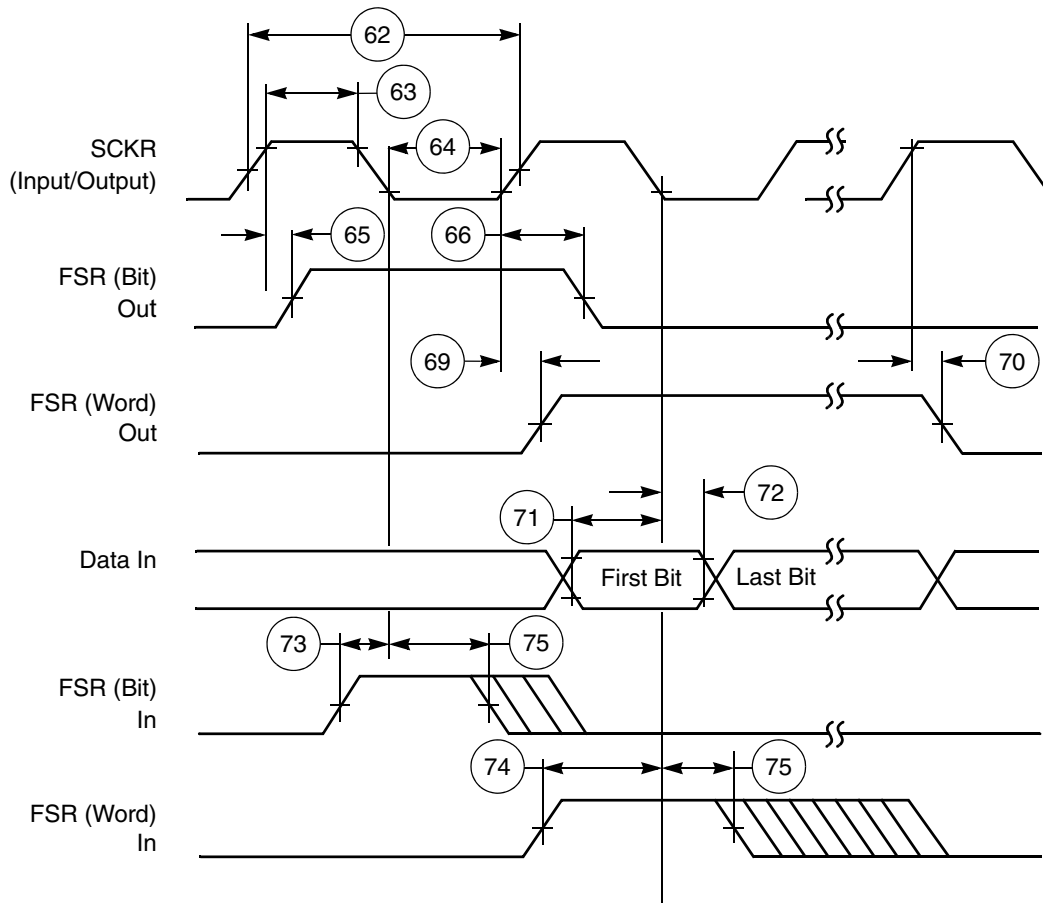 62
63
SCKR
(Input/Output)
64
65
66
FSR (Bit)
Out
69
70
FSR (Word)
Out
71
72
Data In
First Bit
Last Bit
73
75
FSR (Bit)
In
74
75
FSR (Word)
In